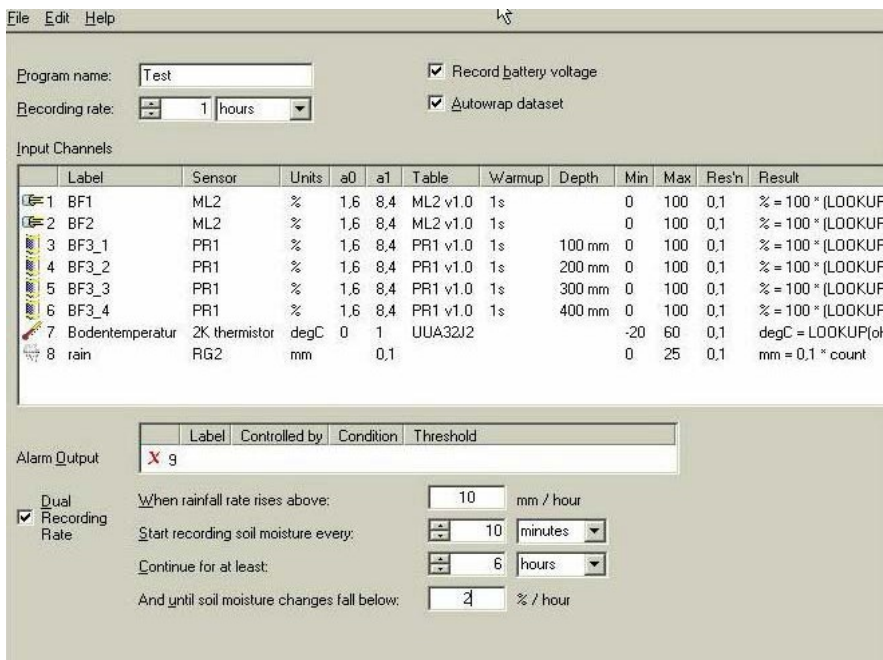 File Edit Help
Program name: Test
Record battery voltage
Recording rate: 1 hours
Autowrap dataset
Input Channels
Label Sensor Units a0 a1 Table Warmup Depth Min Max Res'n Result
1 BF1 ML2 % 1,6 8,4 ML2 v1.0 1s 0 100 0,1 % = 100 * (LOOKUP
2 BF2 ML2 % 1,6 8,4 ML2 v1.0 1s 0 100 0,1 % = 100 * (LOOKUP
3 BF3_1 PR1 % 1,6 8,4 PR1 v1.0 1s 100 mm 0 100 0,1 % = 100 * (LOOKUP
4 BF3_2 PR1 % 1,6 8,4 PR1 v1.0 1s 200 mm 0 100 0,1 % = 100 * (LOOKUP
5 BF3_3 PR1 % 1,6 8,4 PR1 v1.0 1s 300 mm 0 100 0,1 % = 100 * (LOOKUP
6 BF3_4 PR1 % 1,6 8,4 PR1 v1.0 1s 400 mm 0 100 0,1 % = 100 * (LOOKUP
7 Bodentemperatur 2K thermistor degC 0 1 UUA32J2 -20 60 0,1 degC = LOOKUP(oh
8 rain RG2 mm 0,1 0 25 0,1 mm = 0,1 * count
Label Controlled by Condition Threshold
Alarm Output X 9
Dual Recording Rate
When rainfall rate rises above: 10 mm / hour
Start recording soil moisture every: 10 minutes
Continue for at least: 6 hours
And until soil moisture changes fall below: 2 % / hour